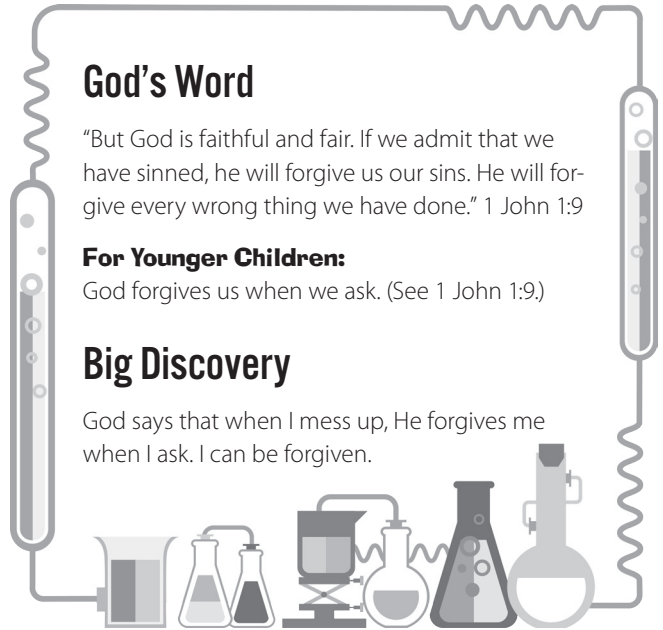 God’s Word
“But God is faithful and fair. If we admit that we
have sinned, he will forgive us our sins. He will for-
give every wrong thing we have done.” 1 John 1:9
For Younger Children:
God forgives us when we ask. (See 1 John 1:9.)
Big Discovery
God says that when I mess up, He forgives me
when I ask. I can be forgiven.